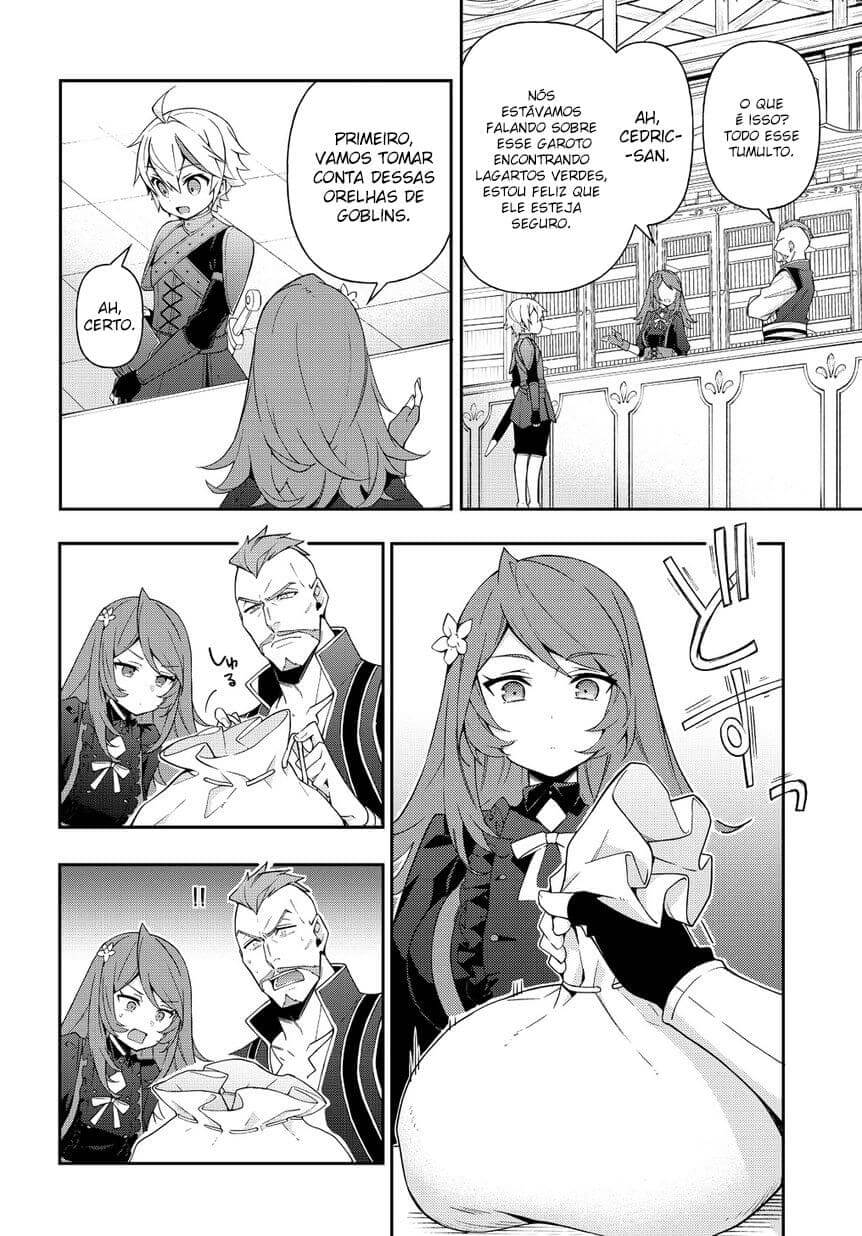 O QUE
É ISSO?
TODO ESSE
TUMULTO.
AH,
CEDRIC-
-SAN.
NÓS
ESTÁVAMOS
FALANDO SOBRE
ESSE GAROTO
ENCONTRANDO
LAGARTOS VERDES,
ESTOU FELIZ QUE
ELE ESTEJA
SEGURO.
PRIMEIRO,
VAMOS TOMAR
CONTA DESSAS
ORELHAS DE
GOBLINS.
AH,
CERTO.
どすっ
しゅる
!!